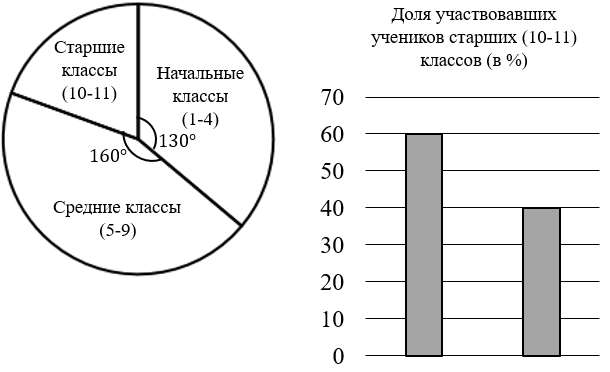 Старшие
классы
(10-11)
Начальные
классы
(1-4)
130°
160°
Средние классы
(5-9)
Доля участвовавших
учеников старших (10-11)
классов (в %)
70
60
50
40
30
20
10
0